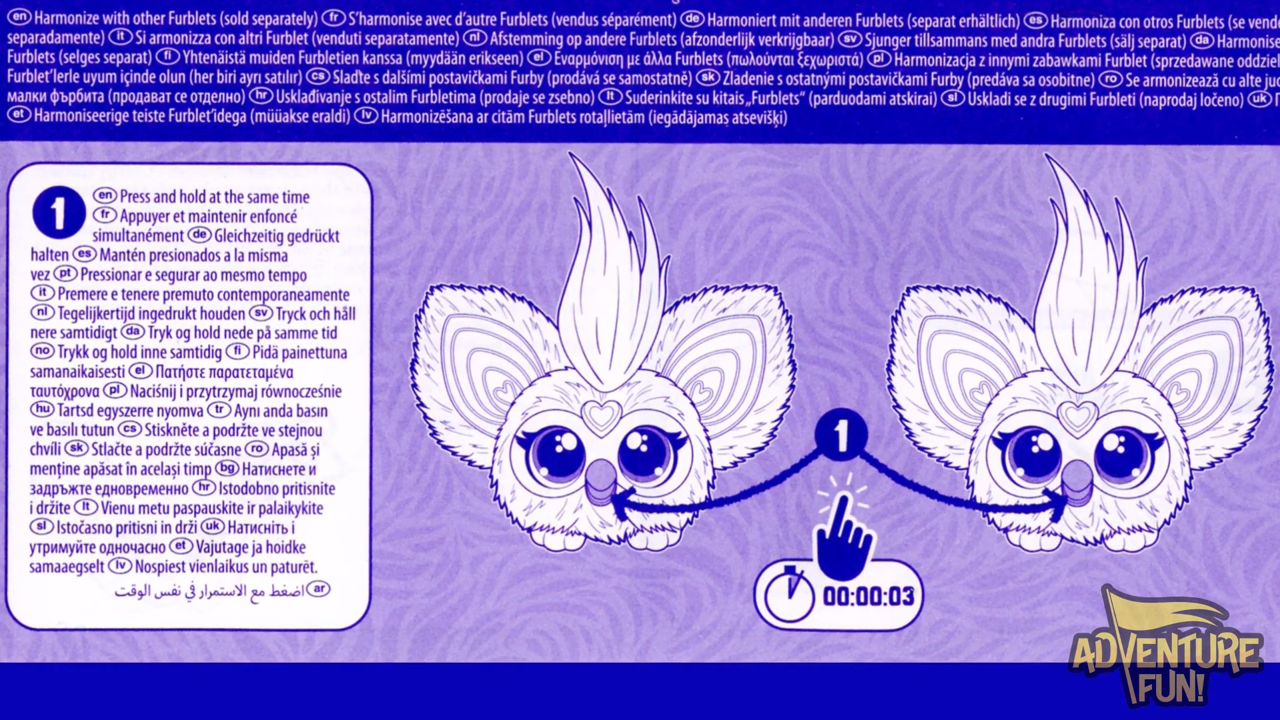 en Harmonize with other Furblets (sold separately) fr S'harmonise avec d'autre Furblets (vendus séparément) de Harmoniert mit anderen Furblets (separat erhältlich) es Harmoniza con otros Furblets (se vend
separadamente) it Si armonizza con altri Furblet (venduti separatamente) nl Afstemming op andere Furblets (afzonderlijk verkrijgbaar) sv Sjunger tillsammans med andra Furblets (sälj separat) da Harmonise
Furblets (selges separat) fi Yhtenäistä muiden Furbletien kanssa (myydään erikseen) el Εναρμόνιση με άλλα Furblets (πωλούνται ξεχωριστά) pl Harmonizacja z innymi zabawkami Furblet (sprzedawane oddziel
Furblet'lerle uyum içinde olun (her biri ayrı satılır) cs Slaďte s dalšími postavičkami Furby (prodává se samostatně) sk Zladenie s ostatnými postavičkami Furby (predáva sa osobitne) ro Se armonizează cu alte juc
малки фърбита (продават се отделно) hr Usklađivanje s ostalim Furbletima (prodaje se zsebno) lt Suderinkite su kitais „Furblets“ (parduodami atskirai) sl Uskladi se z drugimi Furbleti (naprodaj ločeno) uk
et Harmoniseerige teiste Furblet'idega (müüakse eraldi) lv Harmonizēšana ar citām Furblets rotaļlietām (iegādājamas atsevišķi)
1 en Press and hold at the same time
fr Appuyer et maintenir enfoncé
simultanément de Gleichzeitig gedrückt
halten es Mantén presionados a la misma
vez pt Pressionar e segurar ao mesmo tempo
it Premere e tenere premuto contemporaneamente
nl Tegelijkertijd ingedrukt houden sv Tryck och håll
nere samtidigt da Tryk og hold nede på samme tid
no Trykk og hold inne samtidig fi Pidä painettuna
samanaikaisesti el Πατήστε παρατεταμένα
ταυτόχρονα pl Naciśnij i przytrzymaj równocześnie
hu Tartsd egyszerre nyomva tr Aynı anda basın
ve basılı tutun cs Stiskněte a podržte ve stejnou
chvíli sk Stlačte a podržte súčasne ro Apasă și
menține apăsat în același timp bg Натиснете и
задръжте едновременно hr Istodobno pritisnite
i držite lt Vienu metu paspauskite ir palaikykite
sl Istočasno pritisni in drži uk Натисніть і
утримуйте одночасно et Vajutage ja hoidke
samaaegselt lv Nospiest vienlaikus un paturēt.
ar اضغط مع الاستمرار في نفس الوقت
1
00:00:03
ADVENTURE
FUN!